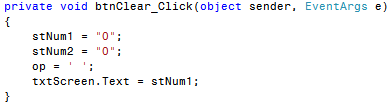 private void btnClear_Click(object sender, EventArgs e)
{
stNum1 = "0";
stNum2 = "0";
op = ' ';
txtScreen.Text = stNum1;
}